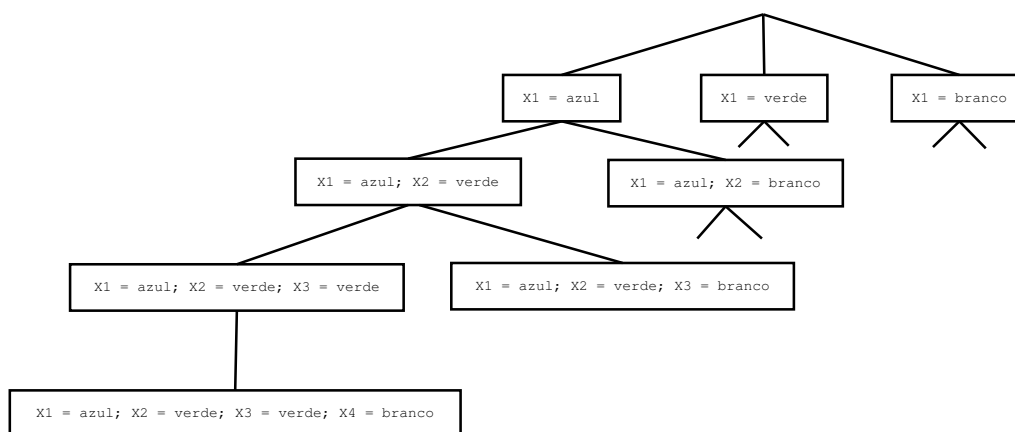 X1 = azul
X1 = verde
X1 = branco
X1 = azul; X2 = verde
X1 = azul; X2 = branco
X1 = azul; X2 = verde; X3 = verde
X1 = azul; X2 = verde; X3 = branco
X1 = azul; X2 = verde; X3 = verde; X4 = branco